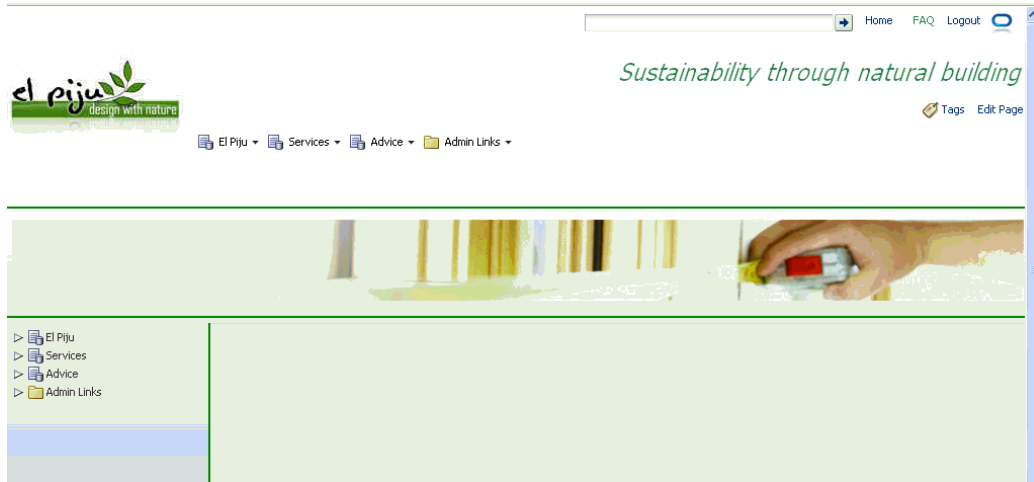 Home FAQ Logout
Sustainability through natural building
el piju
design with nature
Tags Edit Page
El Piju Services Advice Admin Links
El Piju
Services
Advice
Admin Links